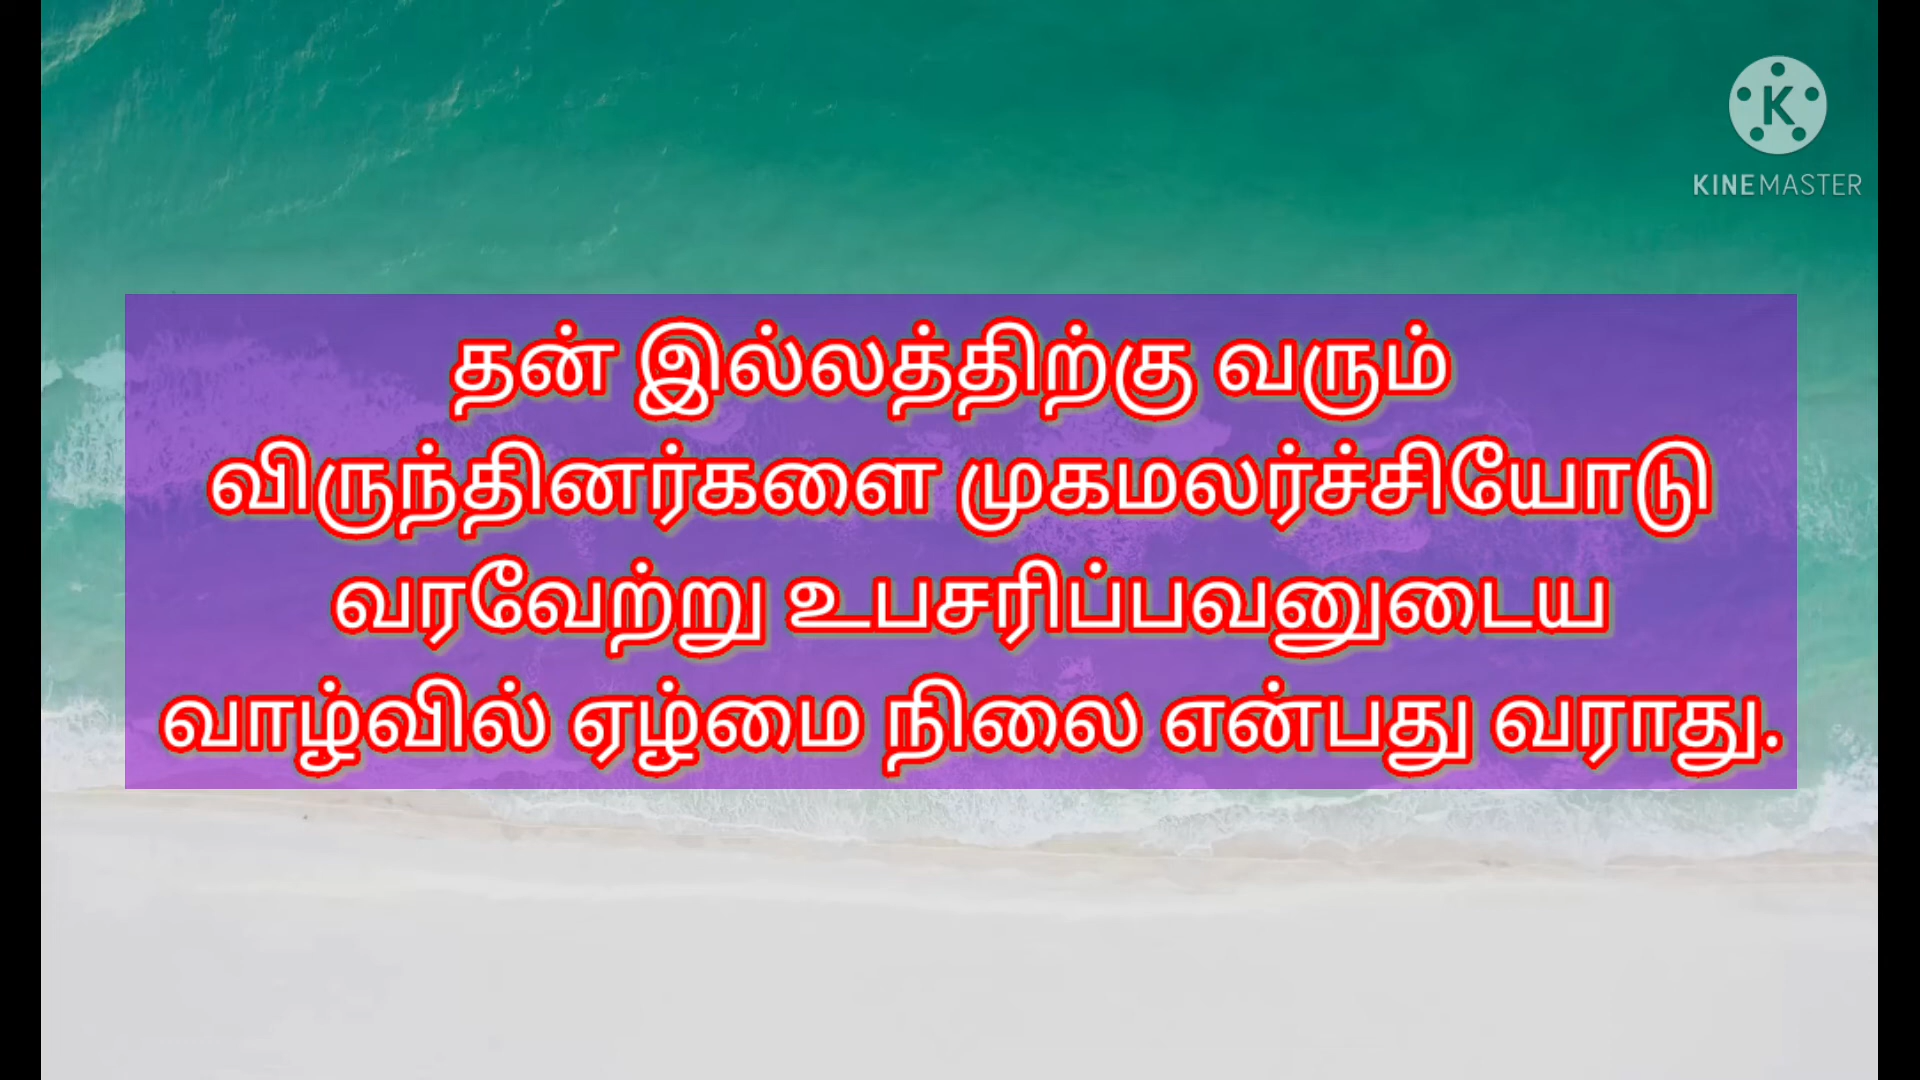 KINEMASTER
தன் இல்லத்திற்கு வரும்
விருந்தினர்களை முகமலர்ச்சியோடு
வரவேற்று உபசரிப்பவனுடைய
வாழ்வில் ஏழ்மை நிலை என்பது வராது.